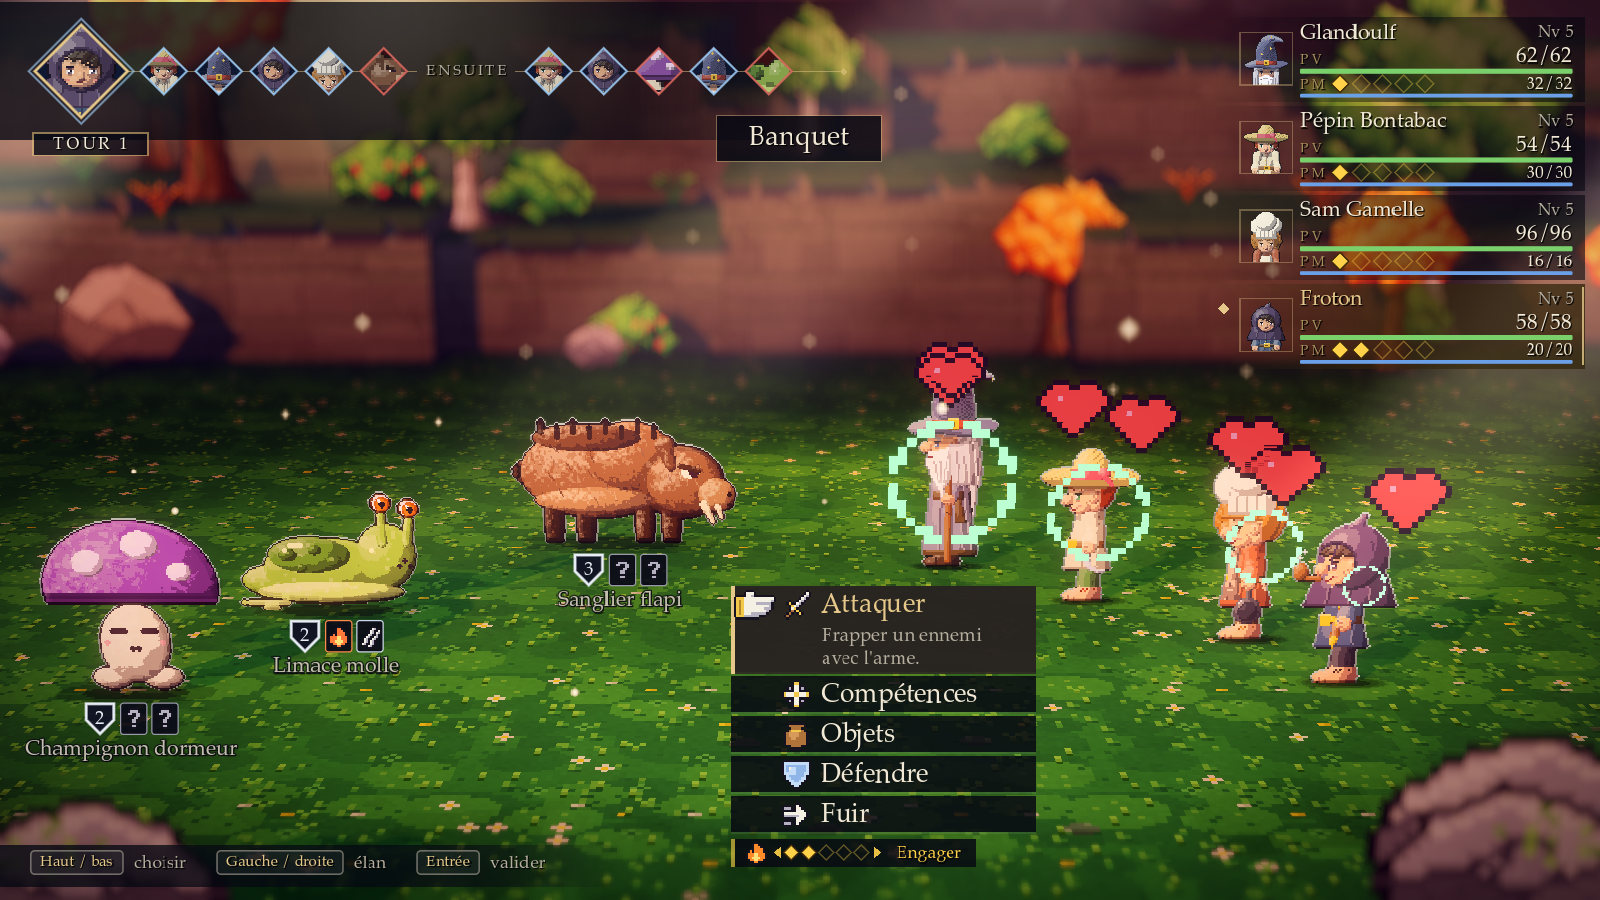 ENSUITE
TOUR 1
Banquet
Glandoulf Nv 5
PV 62/62
PM 32/32
Pépin Bontabac Nv 5
PV 54/54
PM 30/30
Sam Gamelle Nv 5
PV 96/96
PM 16/16
Froton Nv 5
PV 58/58
PM 20/20
3 ? ?
Sanglier flapi
2
Limace molle
2 ? ?
Champignon dormeur
Attaquer
Frapper un ennemi
avec l'arme.
Compétences
Objets
Défendre
Fuir
Engager
Haut / bas choisir Gauche / droite élan Entrée valider